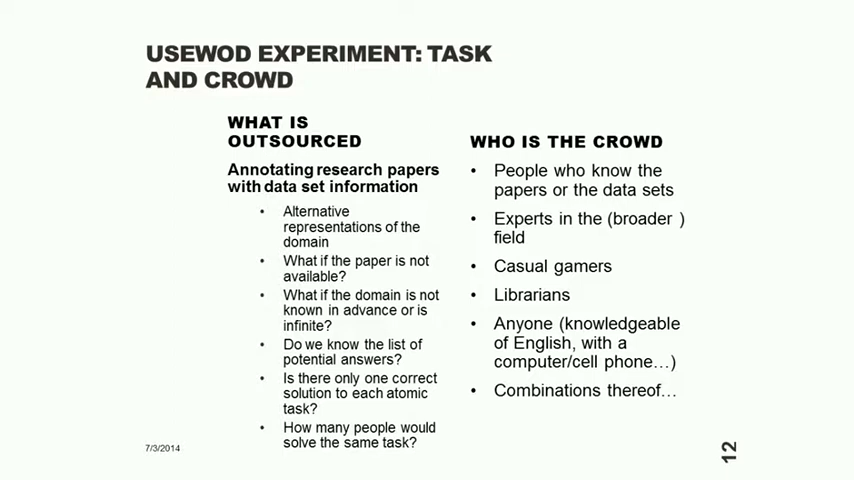 USEWOD EXPERIMENT: TASK
AND CROWD
WHAT IS
OUTSOURCED
Annotating research papers
with data set information
• Alternative
representations of the
domain
• What if the paper is not
available?
• What if the domain is not
known in advance or is
infinite?
• Do we know the list of
potential answers?
• Is there only one correct
solution to each atomic
task?
• How many people would
solve the same task?
WHO IS THE CROWD
• People who know the
papers or the data sets
• Experts in the (broader )
field
• Casual gamers
• Librarians
• Anyone (knowledgeable
of English, with a
computer/cell phone…)
• Combinations thereof…
7/3/2014
12